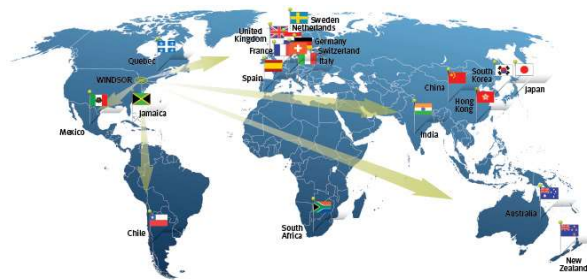 Sweden
United
Kingdom
Netherlands
Germany
France
Switzerland
Italy
Spain
Quebec
WINDSOR
Mexico
Jamaica
China
South
Korea
Japan
Hong
Kong
India
Chile
South
Africa
Australia
New
Zealand